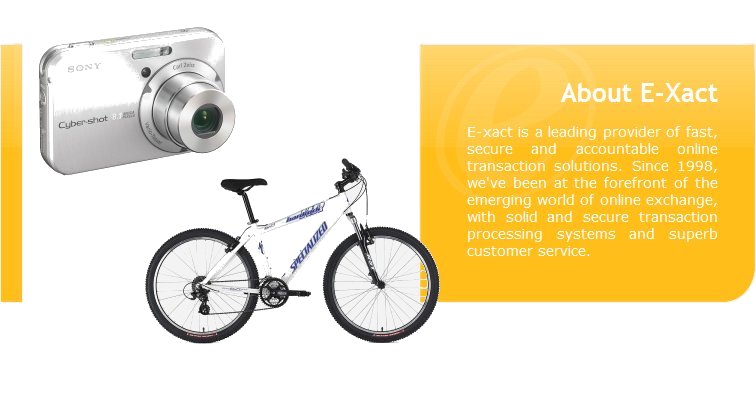 SONY
Carl Zeiss
Cyber-shot 8.1
About E-Xact
E-xact is a leading provider of fast,
secure and accountable online
transaction solutions. Since 1998,
we've been at the forefront of the
emerging world of online exchange,
with solid and secure transaction
processing systems and superb
customer service.
hardrock
SPECIALIZED